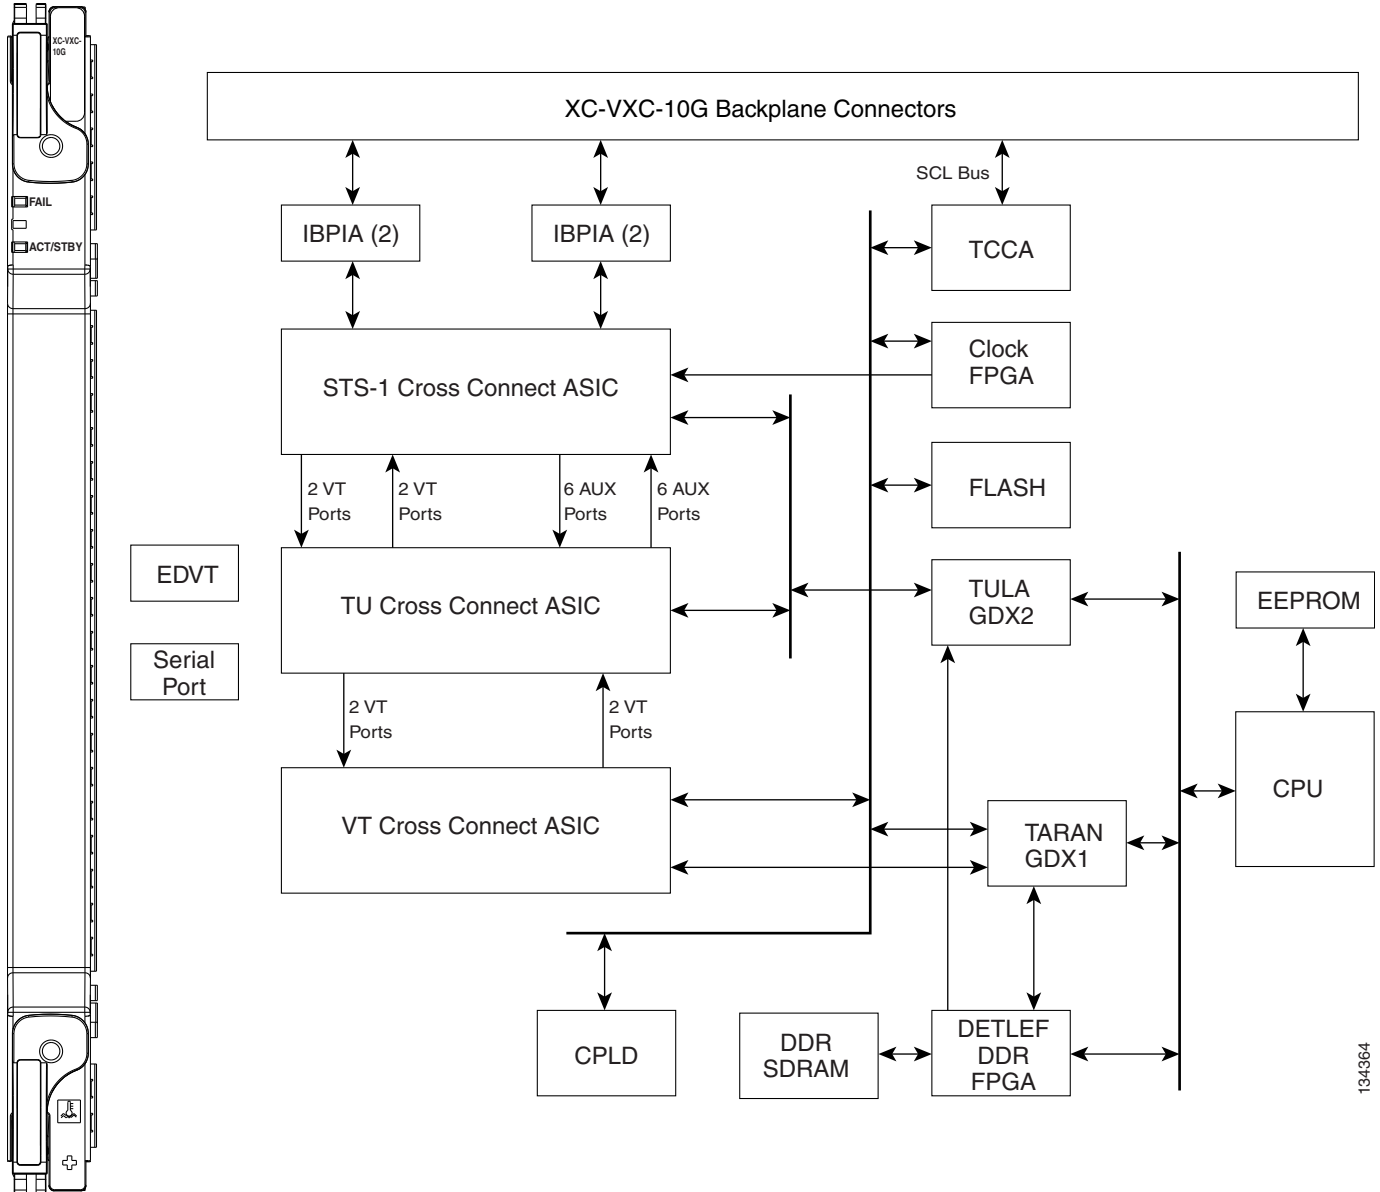 XC-VXC-
10G
FAIL
ACT/STBY
XC-VXC-10G Backplane Connectors
SCL Bus
IBPIA (2)
IBPIA (2)
TCCA
Clock
FPGA
STS-1 Cross Connect ASIC
2 VT
Ports
2 VT
Ports
6 AUX
Ports
6 AUX
Ports
FLASH
EDVT
TU Cross Connect ASIC
TULA
GDX2
EEPROM
Serial
Port
2 VT
Ports
2 VT
Ports
VT Cross Connect ASIC
TARAN
GDX1
CPU
CPLD
DDR
SDRAM
DETLEF
DDR
FPGA
134364